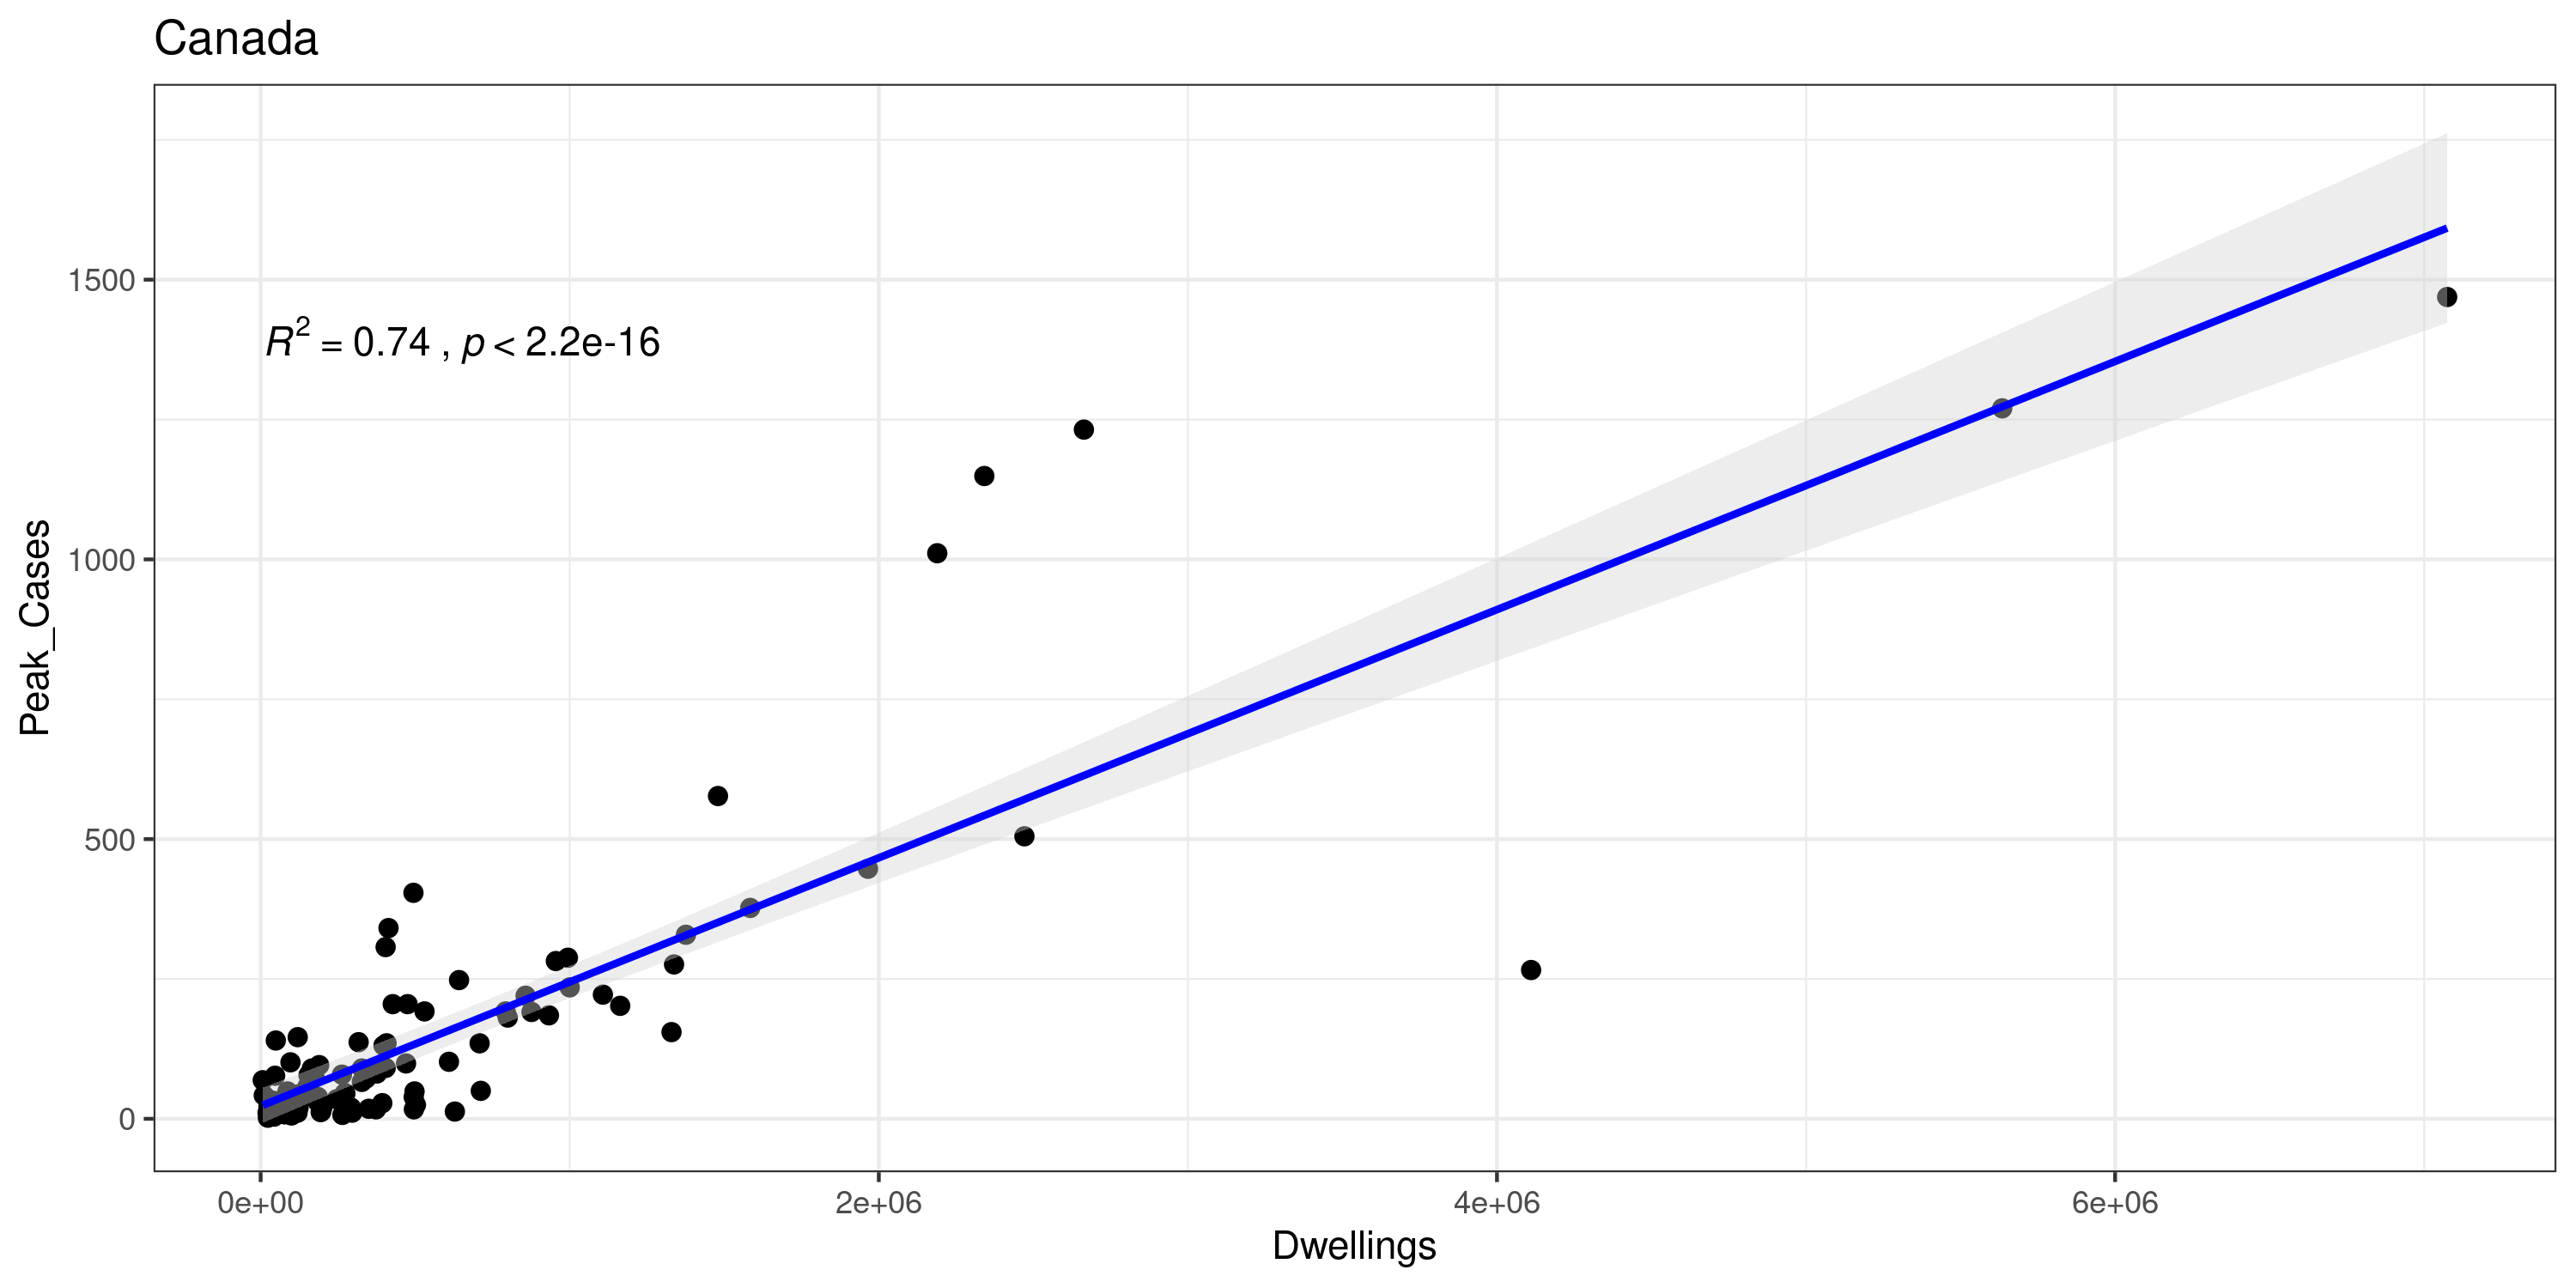 Canada
R² = 0.74 , p < 2.2e-16
Peak_Cases
1500
1000
500
0
0e+00 2e+06 4e+06 6e+06
Dwellings